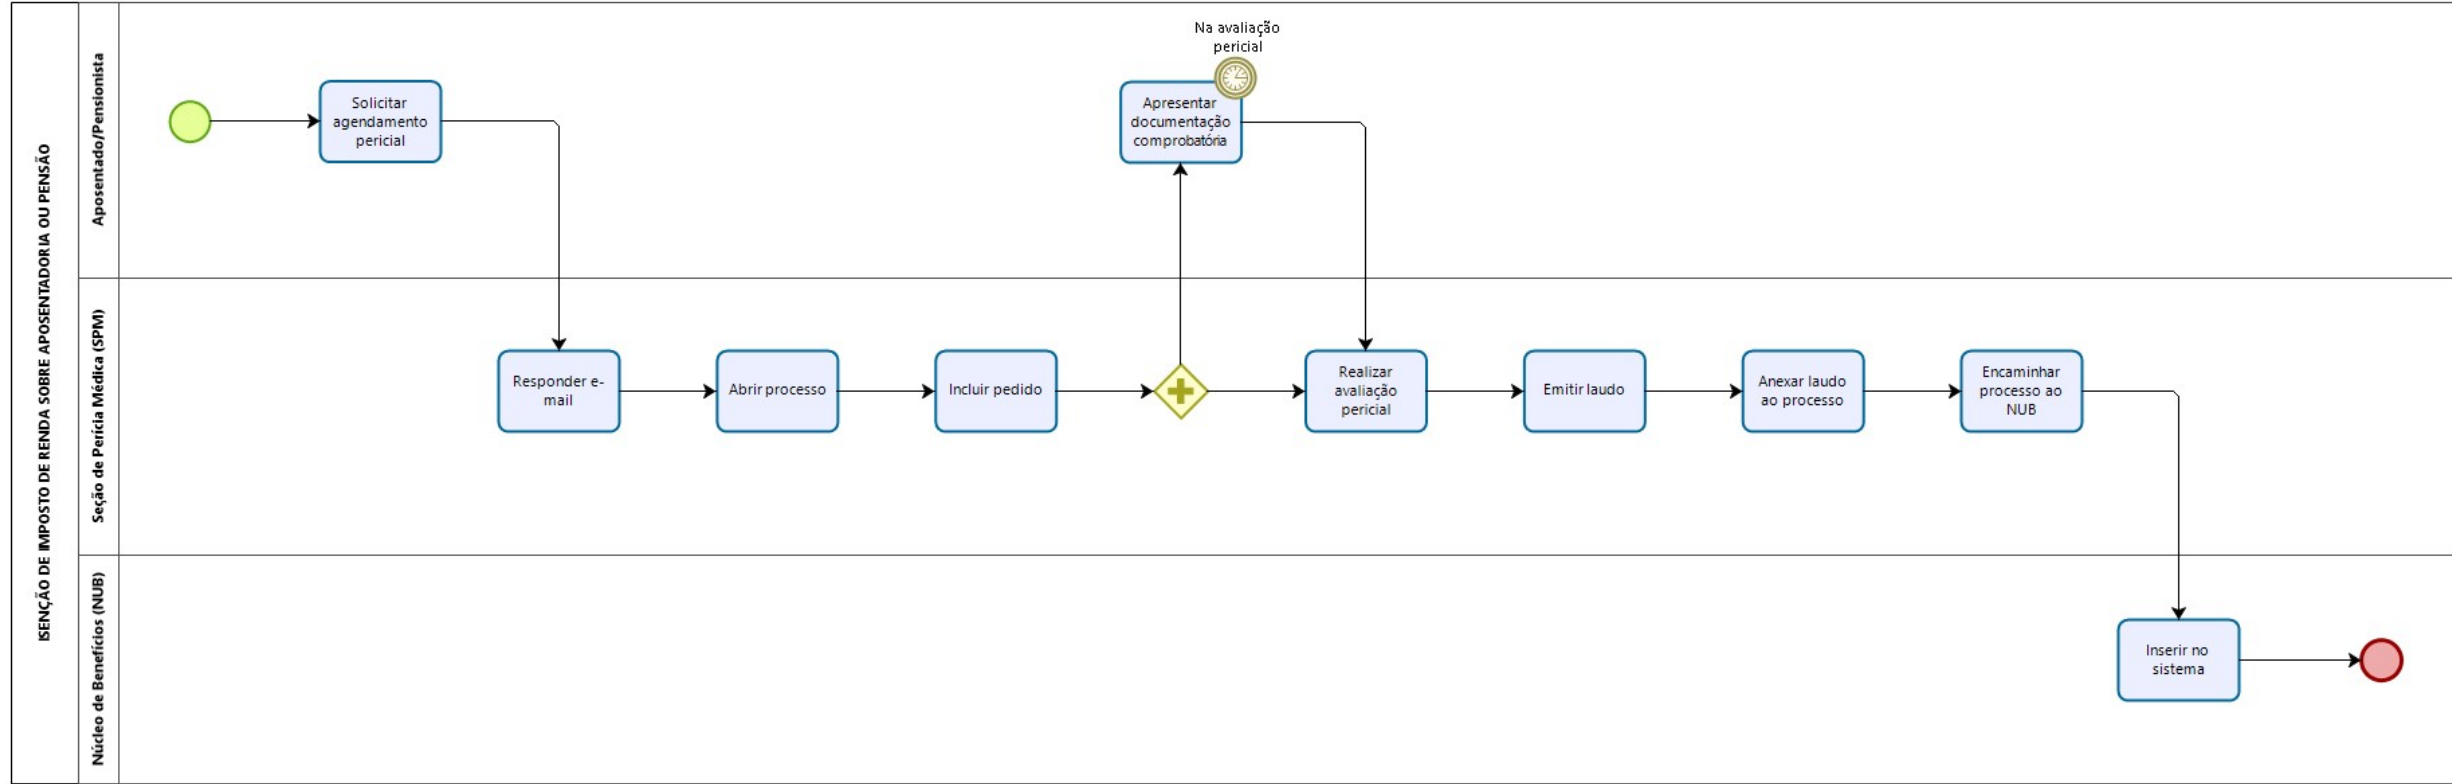 ISENÇÃO DE IMPOSTO DE RENDA SOBRE APOSENTADORIA OU PENSÃO
Aposentado/Pensionista
Solicitar
agendamento
pericial
Na avaliação
pericial
Apresentar
documentação
comprobatória
Seção de Perícia Médica (SPM)
Responder e-
mail
Abrir processo
Incluir pedido
Realizar
avaliação
pericial
Emitir laudo
Anexar laudo
ao processo
Encaminhar
processo ao
NUB
Núcleo de Benefícios (NUB)
Inserir no
sistema